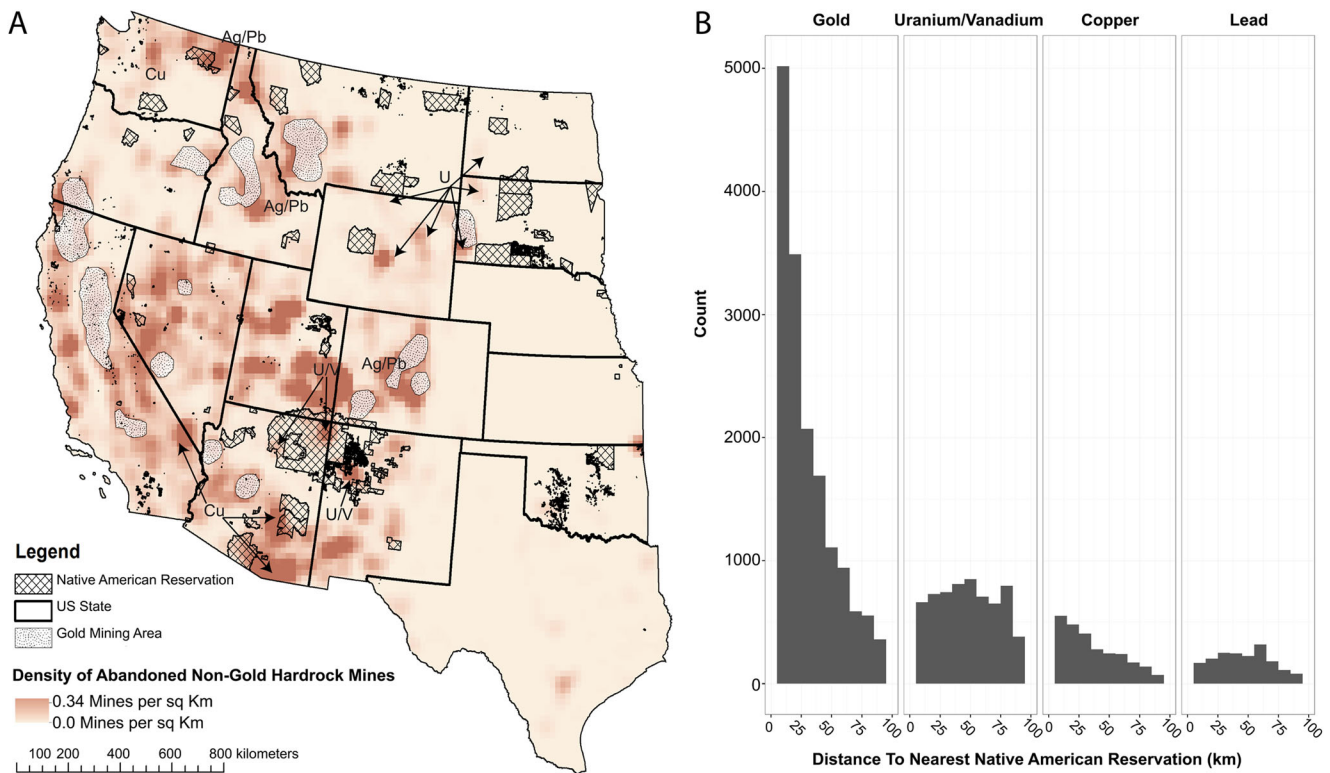 A
Ag/Pb
Cu
U
Ag/Pb
Ag/Pb
U/V
Cu
U/V
Legend
Native American Reservation
US State
Gold Mining Area
Density of Abandoned Non-Gold Hardrock Mines
0.34 Mines per sq Km
0.0 Mines per sq Km
100 200 400 800 kilometers
B
Gold Uranium/Vanadium Copper Lead
5000
4000
3000
2000
1000
0
Count
0 25 50 75 100 0 25 50 75 100 0 25 50 75 100 0 25 50 75 100
Distance To Nearest Native American Reservation (km)